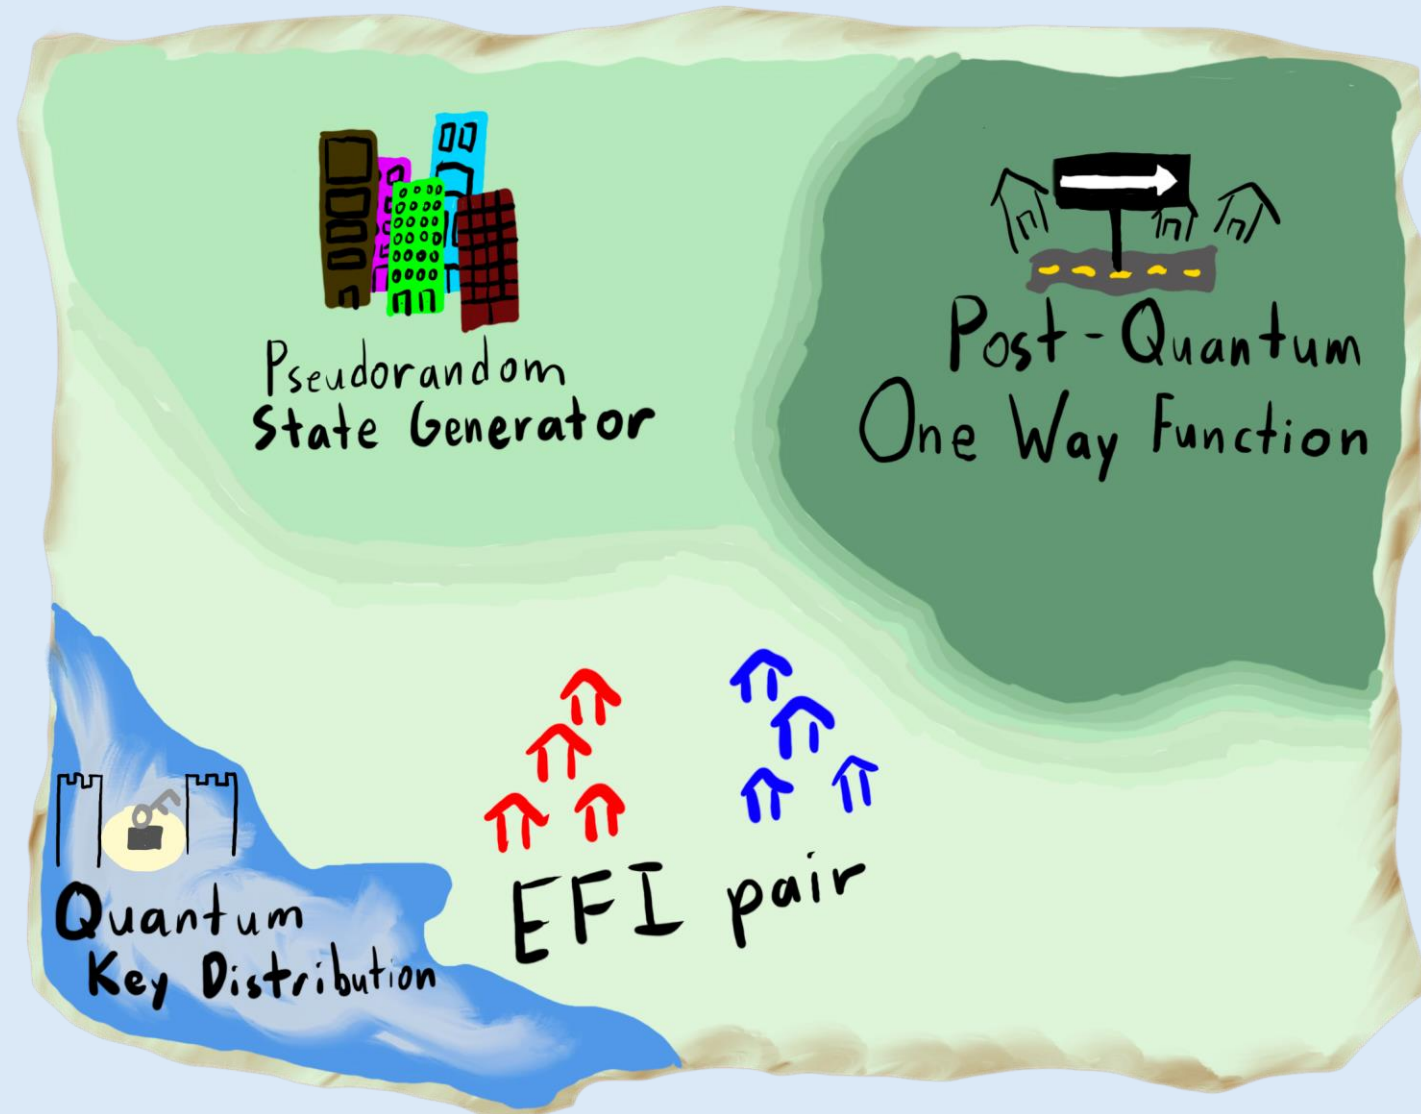 Pseudorandom
State Generator
Post-Quantum
One Way Function
EFI pair
Quantum
Key Distribution